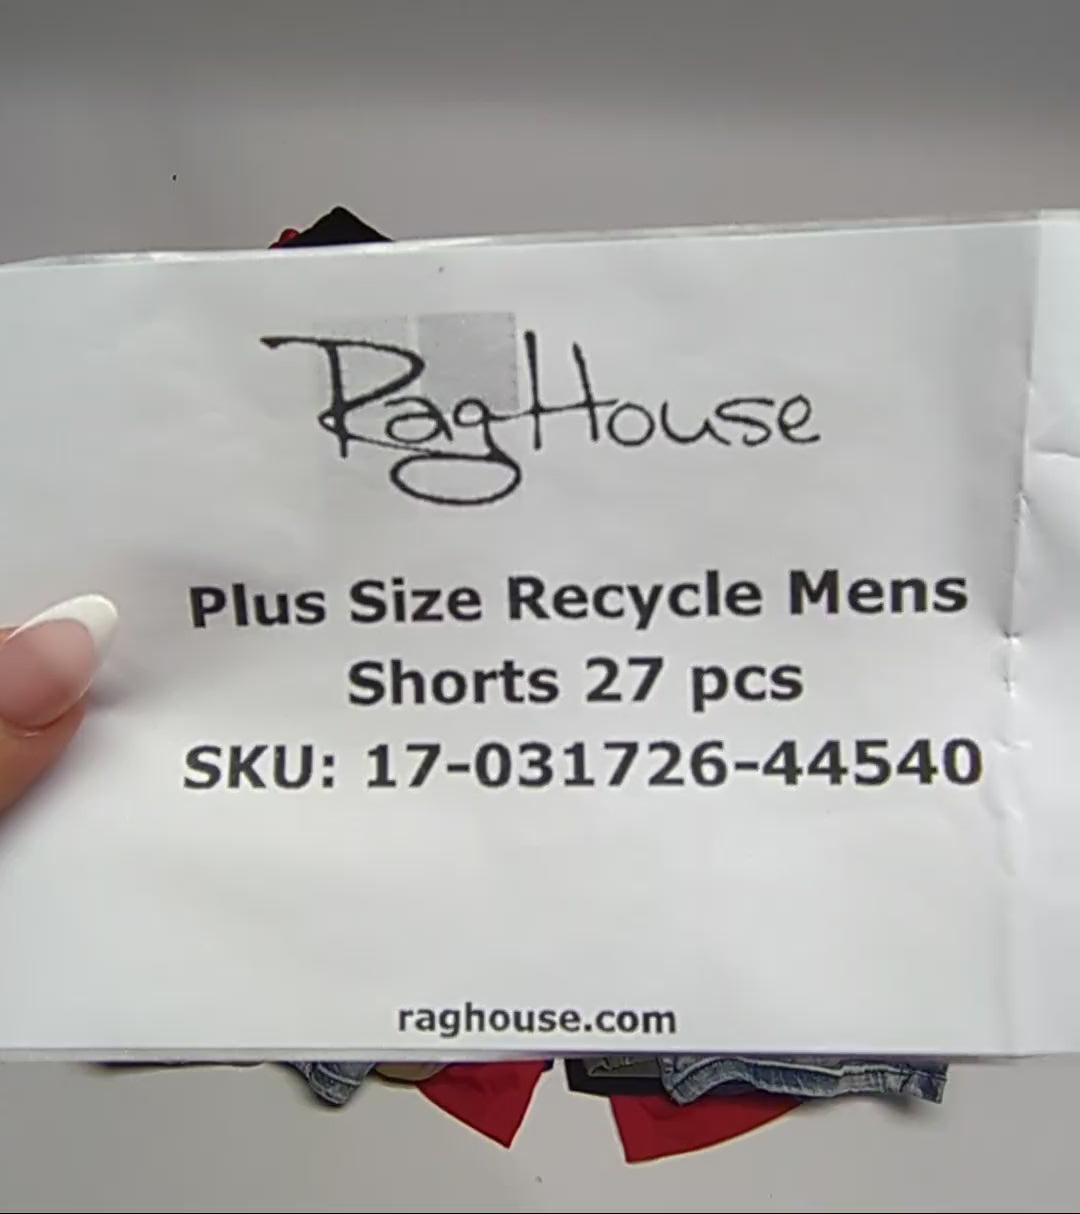 RagHouse
Plus Size Recycle Mens
Shorts 27 pcs
SKU: 17-031726-44540
raghouse.com